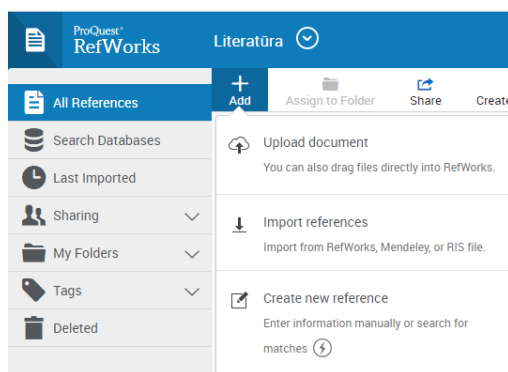 ProQuest®
RefWorks
Literatūra
All References
Search Databases
Last Imported
Sharing
My Folders
Tags
Deleted
Add
Assign to Folder
Share
Create
Upload document
You can also drag files directly into RefWorks.
Import references
Import from RefWorks, Mendeley, or RIS file.
Create new reference
Enter information manually or search for
matches